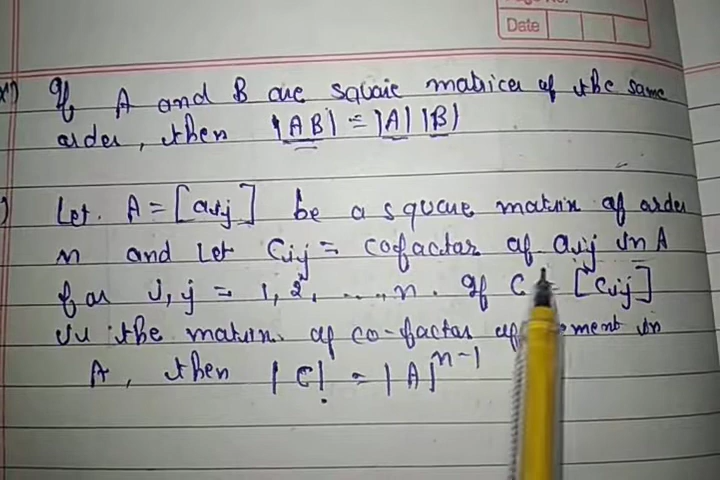 Date
If A and B are square matrices of the same
order, then |AB| = |A| |B|
Let. A = [aij] be a square matrix of order
n and let Cij = cofactor of aij in A
for i, j = 1, 2, ....., n. If C = [Cij]
is the matrix of co-factor of ement in
A, then |C| = |A|^n-1